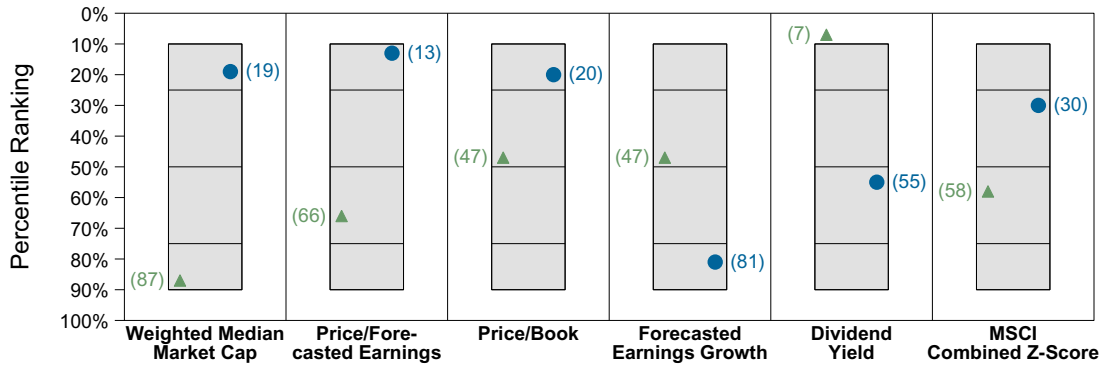 Percentile Ranking
0%
10%
20%
30%
40%
50%
60%
70%
80%
90%
100%
(19)
(87)
(13)
(66)
(20)
(47)
(47)
(81)
(7)
(55)
(30)
(58)
Weighted Median
Market Cap
Price/Fore-
casted Earnings
Price/Book
Forecasted
Earnings Growth
Dividend
Yield
MSCI
Combined Z-Score